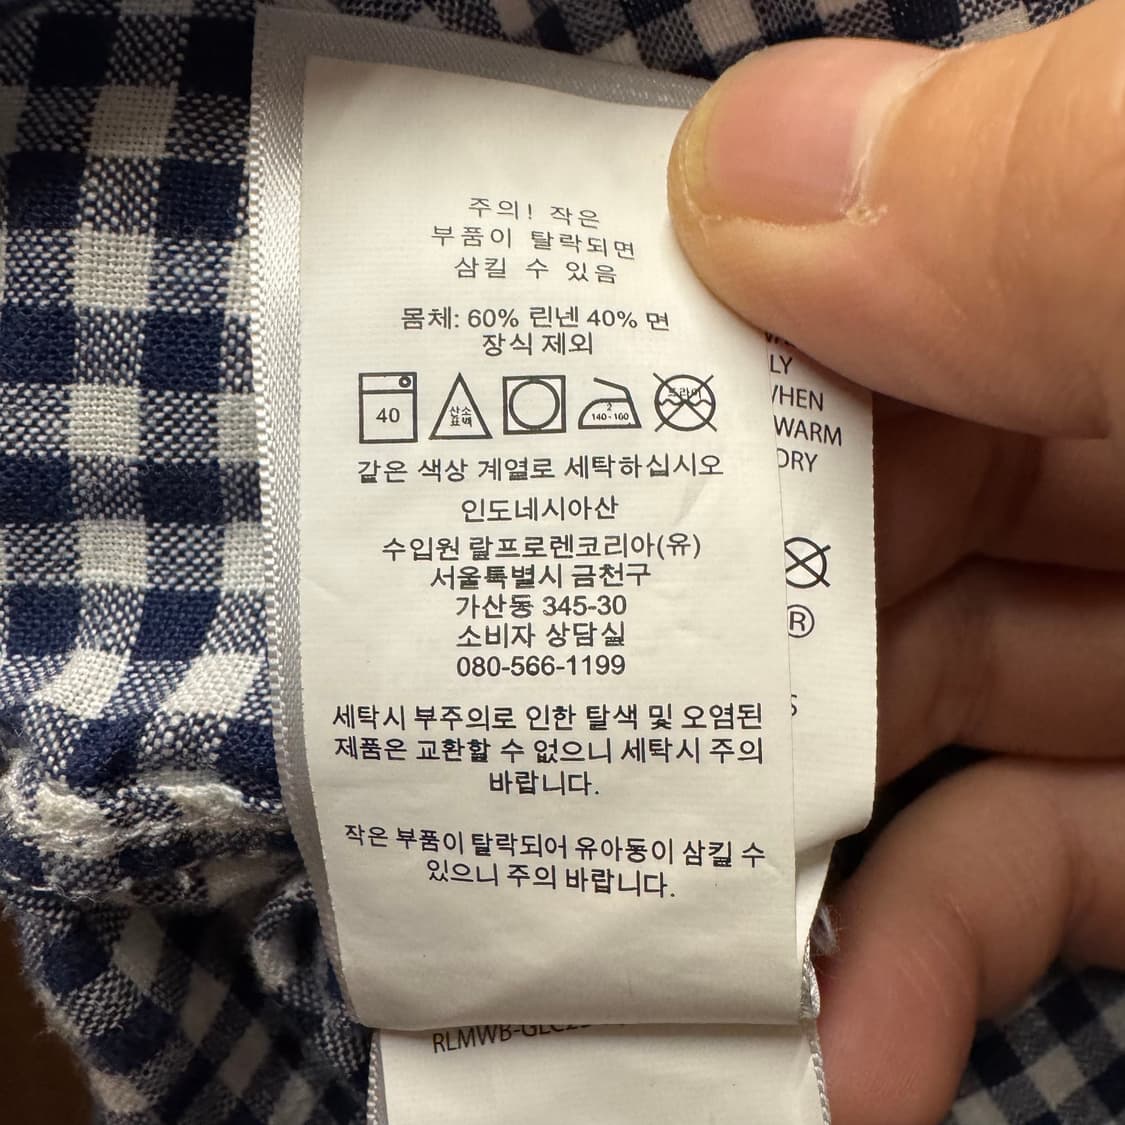 주의! 작은
부품이 탈락되면
삼킬 수 있음
몸체: 60% 린넨 40% 면
장식 제외
40
산소
표백
2
140-160
드라이
같은 색상 계열로 세탁하십시오
인도네시아산
수입원 랄프로렌코리아(유)
서울특별시 금천구
가산동 345-30
소비자 상담실
080-566-1199
세탁시 부주의로 인한 탈색 및 오염된
제품은 교환할 수 없으니 세탁시 주의
바랍니다.
작은 부품이 탈락되어 유아동이 삼킬 수
있으니 주의 바랍니다.
LY
WHEN
WARM
DRY
®
S